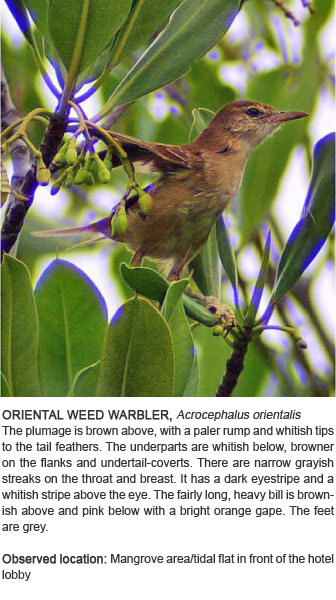 ORIENTAL WEED WARBLER, Acrocephalus orientalis
The plumage is brown above, with a paler rump and whitish tips
to the tail feathers. The underparts are whitish below, browner
on the flanks and undertail-coverts. There are narrow grayish
streaks on the throat and breast. It has a dark eyestripe and a
whitish stripe above the eye. The fairly long, heavy bill is brown-
ish above and pink below with a bright orange gape. The feet
are grey.
Observed location: Mangrove area/tidal flat in front of the hotel
lobby